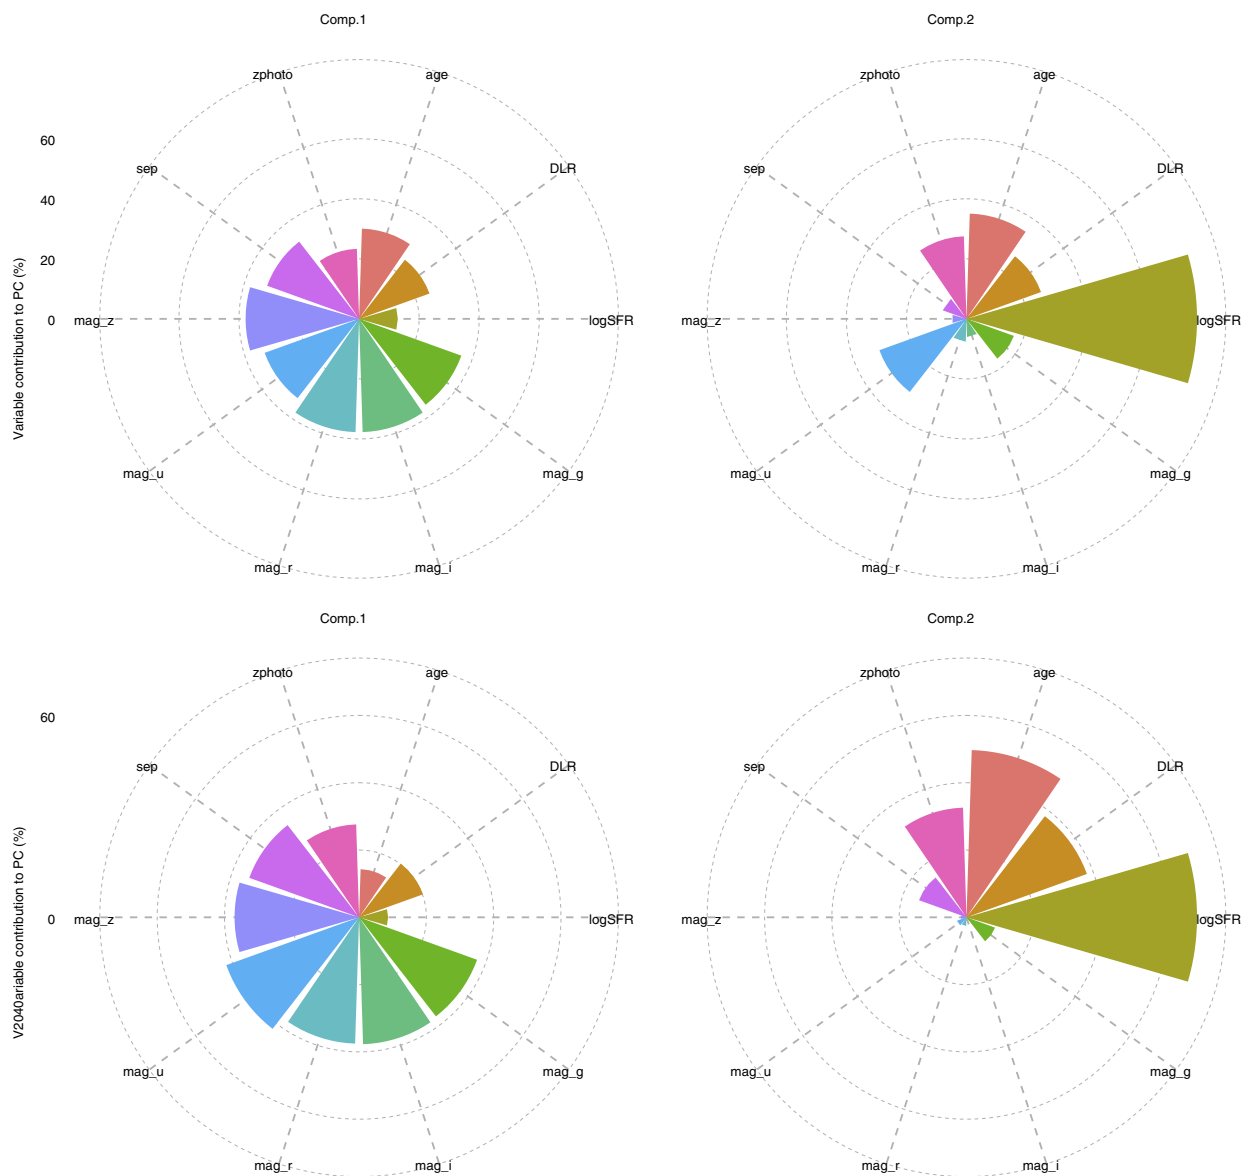 Comp.1
Comp.2
zphoto
age
zphoto
age
60
sep
DLR
sep
DLR
40
20
0
mag_z
logSFR
mag_z
logSFR
Variable contribution to PC (%)
mag_u
mag_g
mag_u
mag_g
mag_r
mag_i
mag_r
mag_i
Comp.1
Comp.2
zphoto
age
zphoto
age
60
sep
DLR
sep
DLR
0
mag_z
logSFR
mag_z
logSFR
V2040ariable contribution to PC (%)
mag_u
mag_g
mag_u
mag_g
mag_r
mag_i
mag_r
mag_i